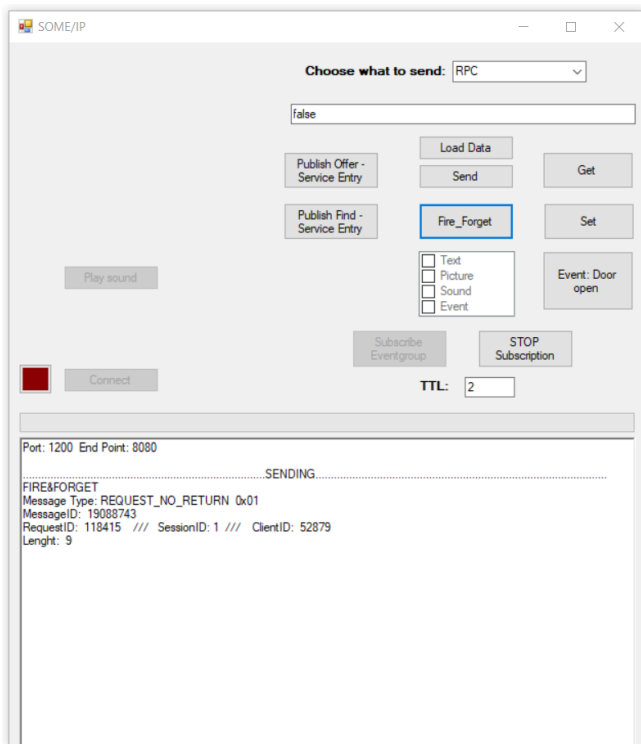 SOME/IP
Choose what to send: RPC
false
Load Data
Publish Offer -
Service Entry
Send
Get
Publish Find -
Service Entry
Fire_Forget
Set
Text
Picture
Sound
Event
Play sound
Event: Door
open
Subscribe
Eventgroup
STOP
Subscription
Connect
TTL: 2
Port: 1200 End Point: 8080
SENDING
FIRE&FORGET
Message Type: REQUEST_NO_RETURN 0x01
MessageID: 19088743
RequestID: 118415 /// SessionID: 1 /// ClientID: 52879
Lenght: 9